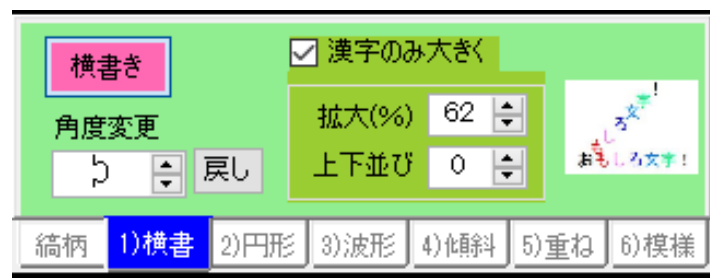 横書き
漢字のみ大きく
角度変更
戻し
拡大(%) 62
上下並び 0
おもしろ文字!
縞柄 1)横書 2)円形 3)波形 4)傾斜 5)重ね 6)模様